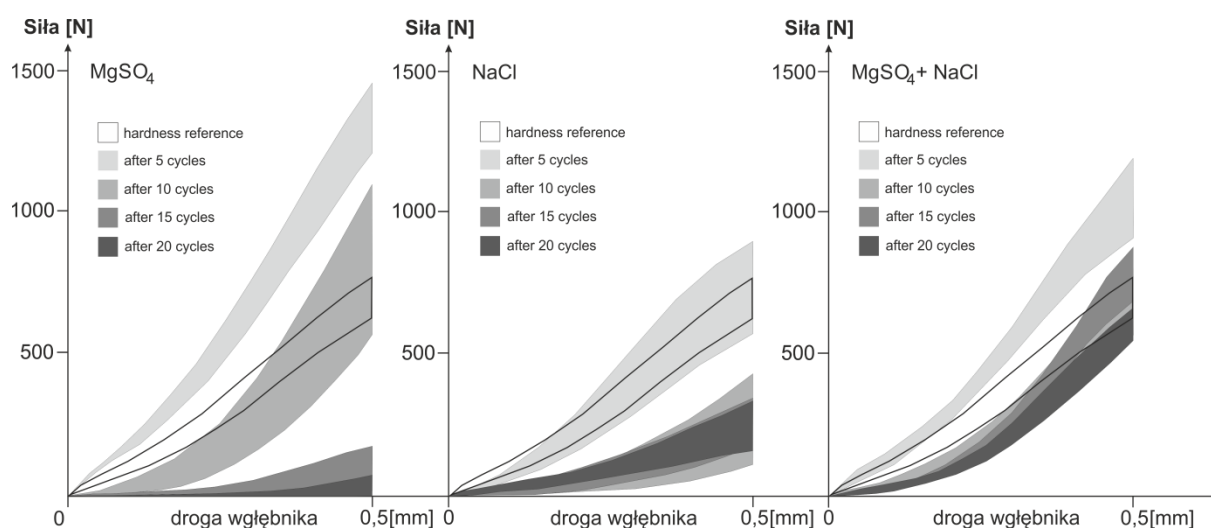 Siła [N]
1500
MgSO₄
hardness reference
after 5 cycles
after 10 cycles
after 15 cycles
after 20 cycles
1000
500
0
droga wgłębnika
0,5[mm]
Siła [N]
1500
NaCl
hardness reference
after 5 cycles
after 10 cycles
after 15 cycles
after 20 cycles
1000
500
0
droga wgłębnika
0,5[mm]
Siła [N]
1500
MgSO₄+ NaCl
hardness reference
after 5 cycles
after 10 cycles
after 15 cycles
after 20 cycles
1000
500
0
droga wgłębnika
0,5[mm]